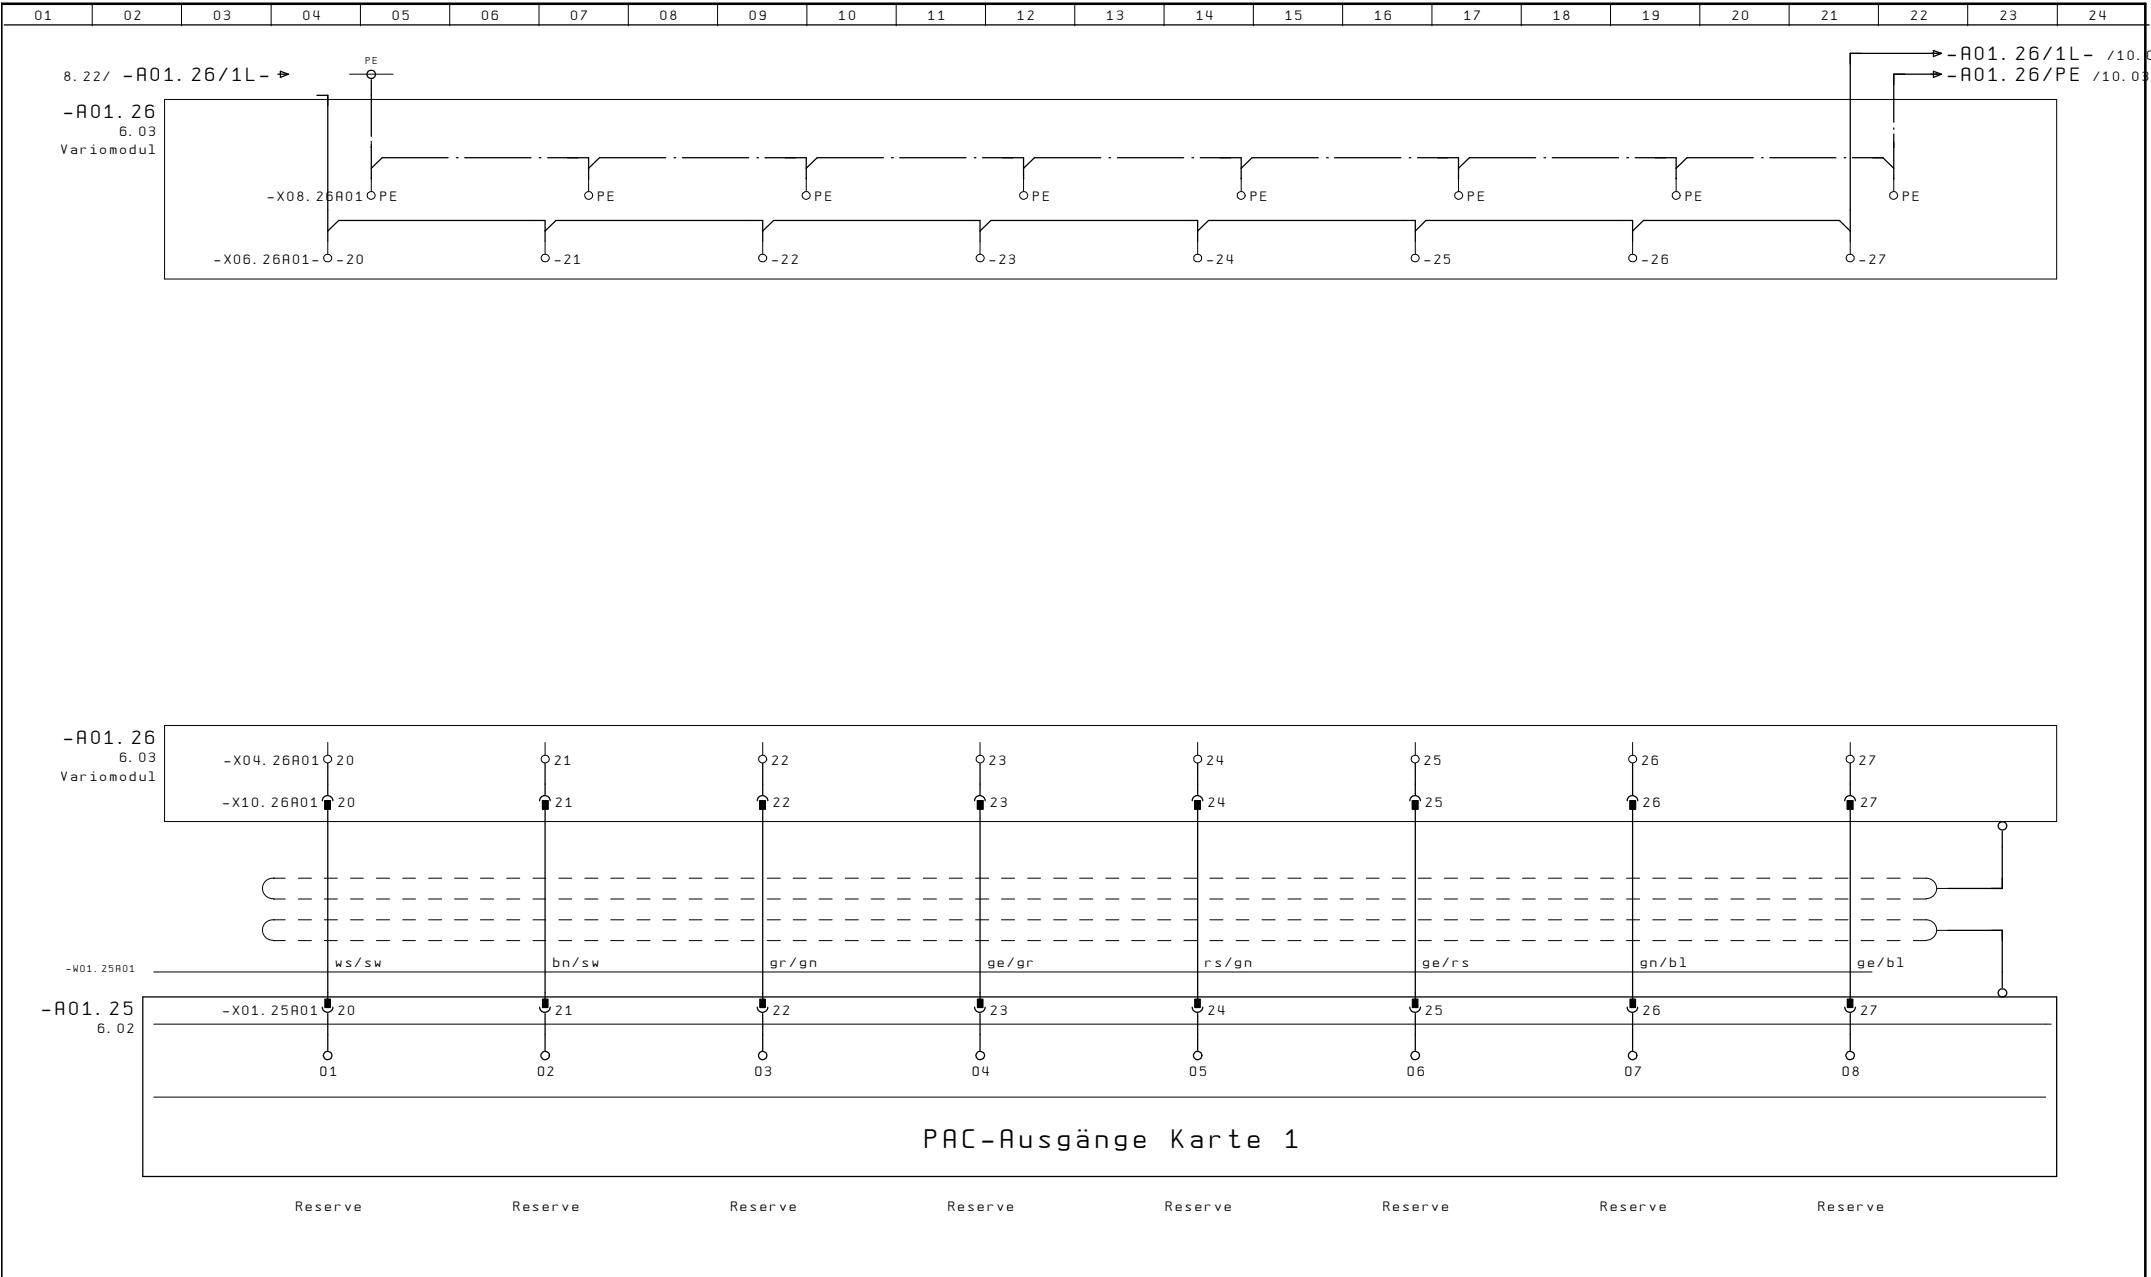 01 02 03 04 05 06 07 08 09 10 11 12 13 14 15 16 17 18 19 20 21 22 23 24
PE
-A01.26/1L- /10.0
8.22/ -A01.26/1L-
-A01.26/PE /10.03
-A01.26
6.03
Variomodul
-X08.26A01 PE PE PE PE PE PE PE PE
-X06.26A01- -20 -21 -22 -23 -24 -25 -26 -27
-A01.26
6.03
Variomodul
-X04.26A01 20 21 22 23 24 25 26 27
-X10.26A01 20 21 22 23 24 25 26 27
ws/sw bn/sw gr/gn ge/gr rs/gn ge/rs gn/bl ge/bl
-W01.25A01
-A01.25
6.02
-X01.25A01 20 21 22 23 24 25 26 27
01 02 03 04 05 06 07 08
PAC-Ausgänge Karte 1
Reserve Reserve Reserve Reserve Reserve Reserve Reserve Reserve